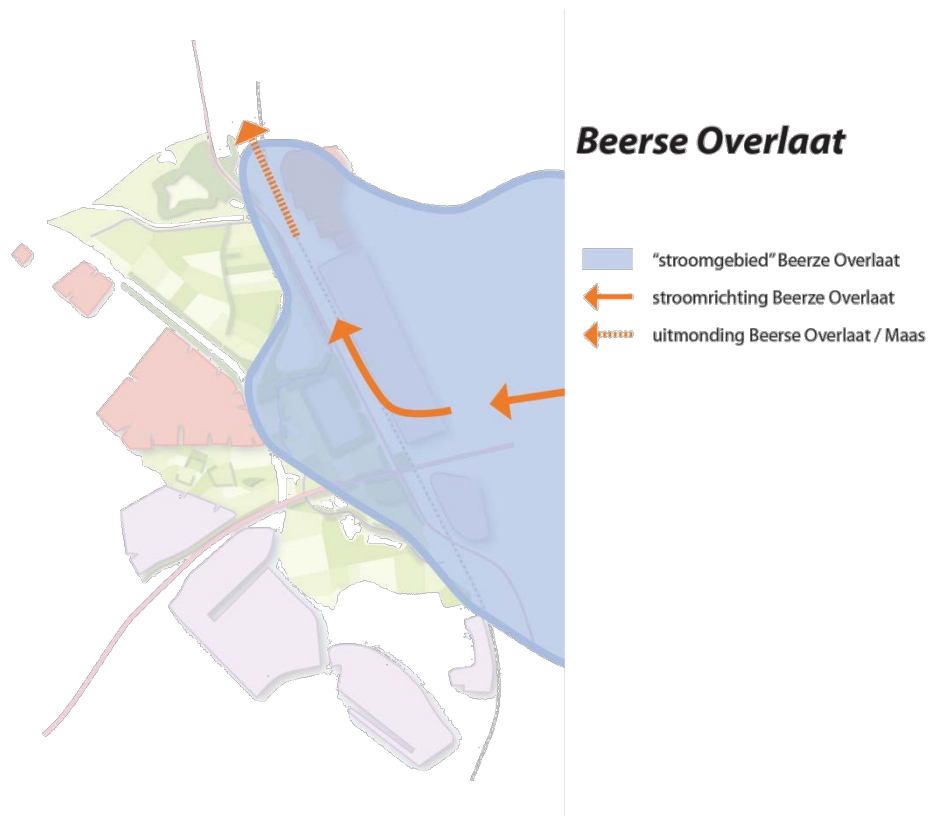 Beerse Overlaat
“stroomgebied” Beerze Overlaat
stroomrichting Beerze Overlaat
uitmonding Beerse Overlaat / Maas